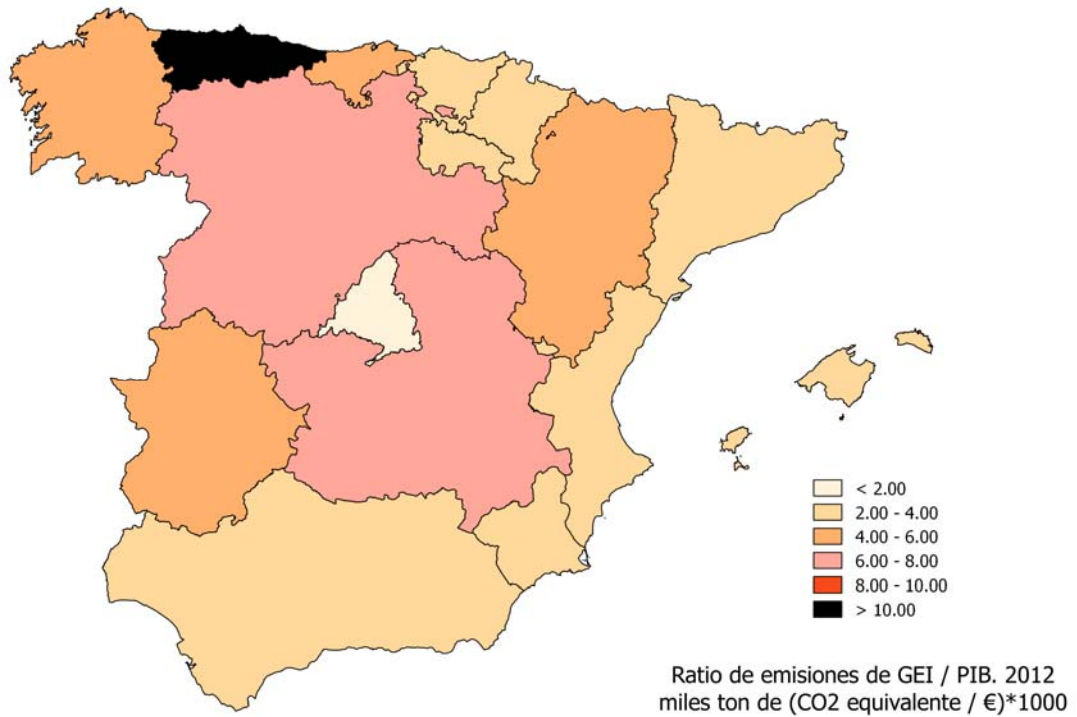 < 2.00
2.00 - 4.00
4.00 - 6.00
6.00 - 8.00
8.00 - 10.00
> 10.00
Ratio de emisiones de GEI / PIB. 2012
miles ton de (CO2 equivalente / €)*1000